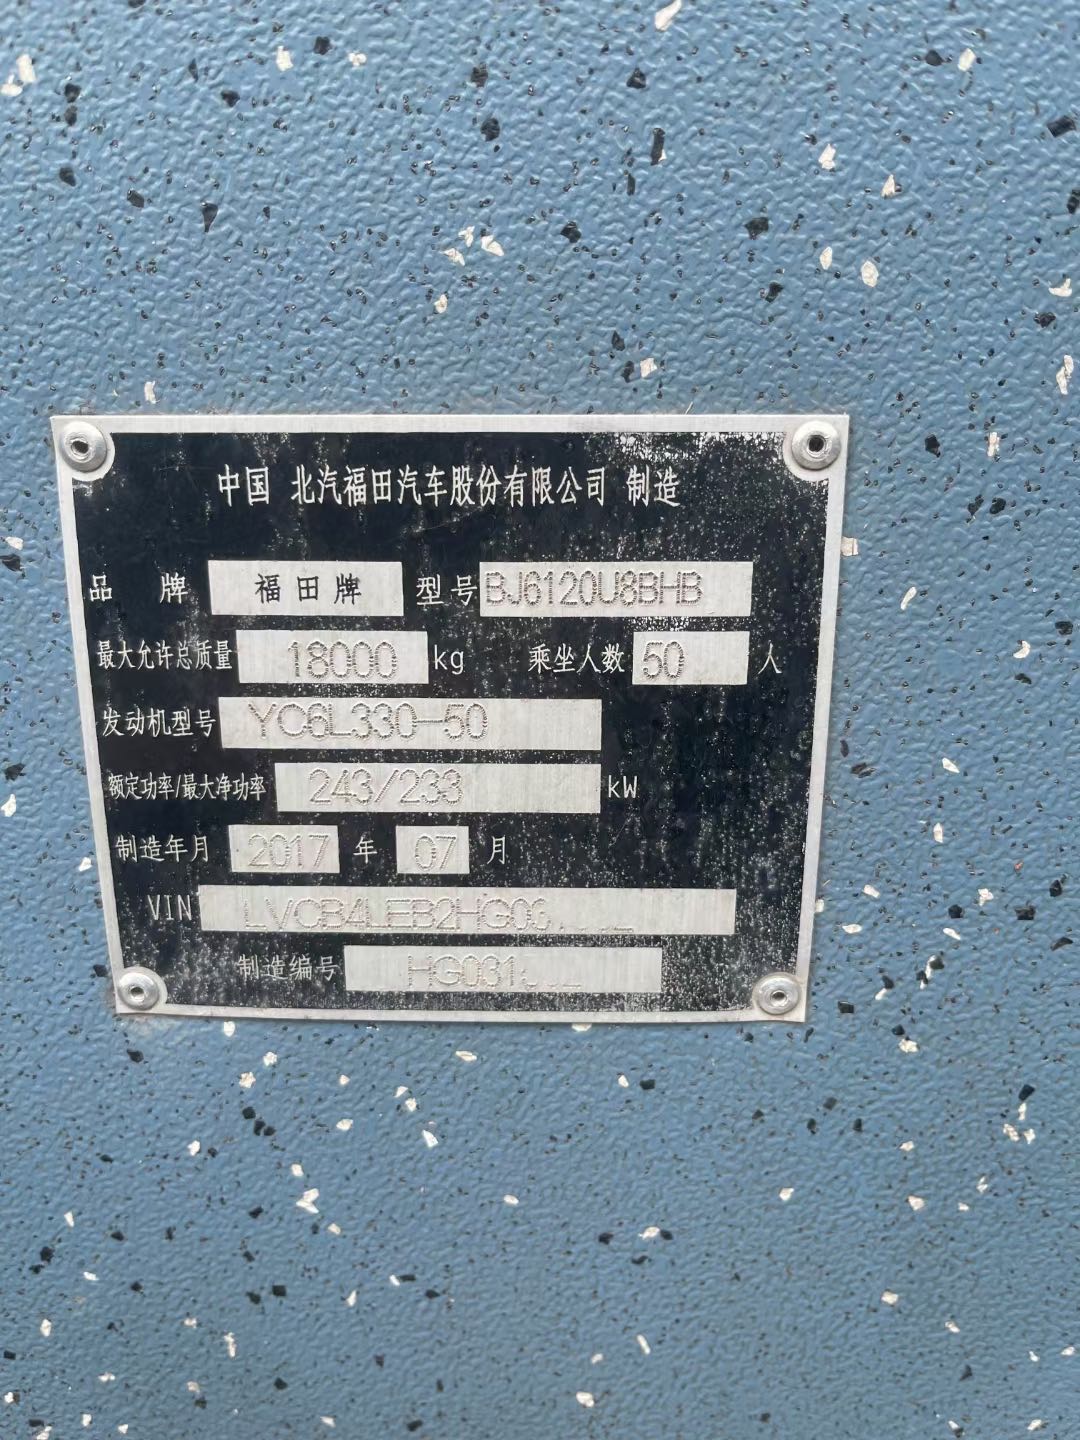 中国 北汽福田汽车股份有限公司 制造
品 牌 福田牌 型号 BJ6120U8BHB
最大允许总质量 18000 kg 乘坐人数 50 人
发动机型号 YC6L330-50
额定功率/最大净功率 243/233 kW
制造年月 2017 年 07 月
VIN
制造编号